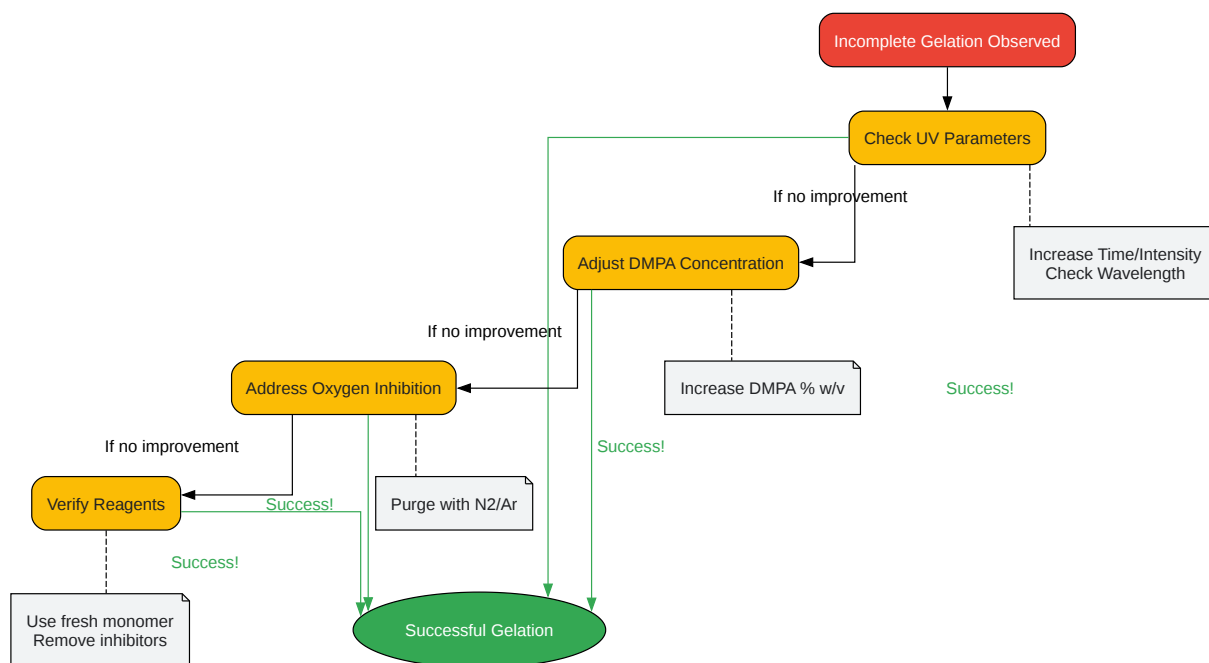 Incomplete Gelation Observed
Check UV Parameters
If no improvement
Increase Time/Intensity
Check Wavelength
Adjust DMPA Concentration
If no improvement
Increase DMPA % w/v
Success!
Address Oxygen Inhibition
If no improvement
Success!
Purge with N2/Ar
Verify Reagents
Success!
Success!
Use fresh monomer
Remove inhibitors
Successful Gelation